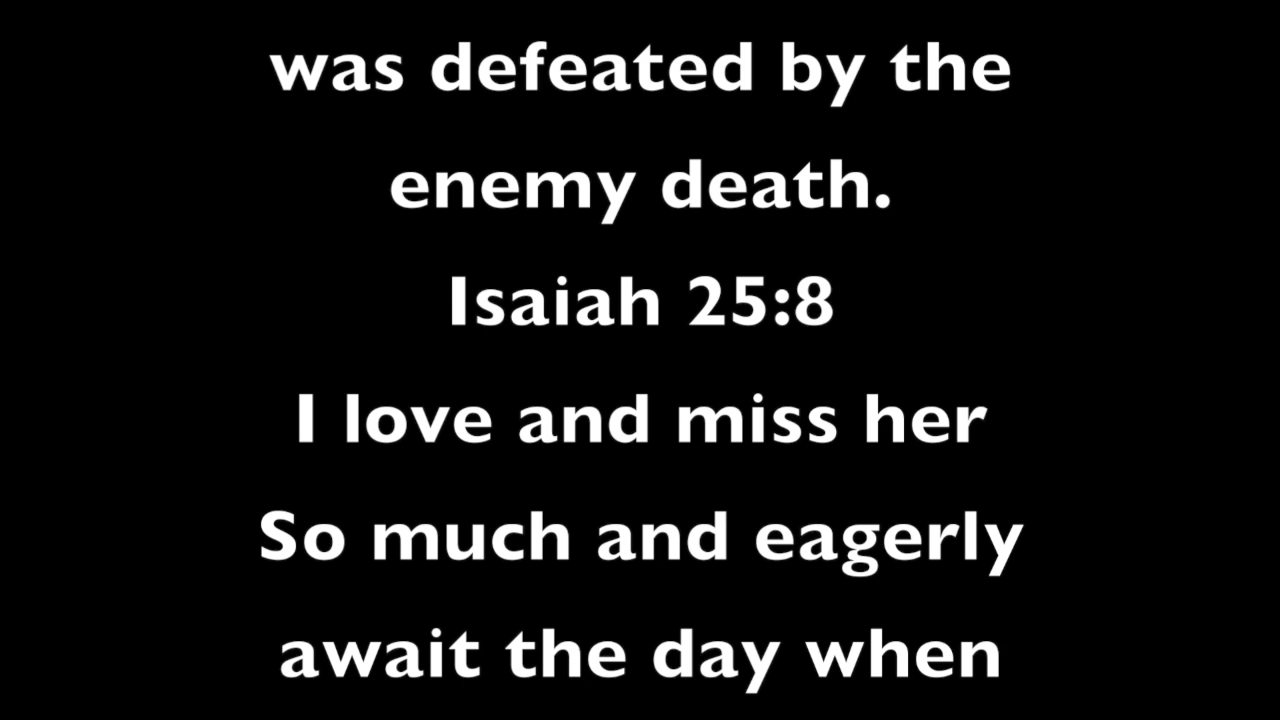 was defeated by the
enemy death.
Isaiah 25:8
I love and miss her
So much and eagerly
await the day when